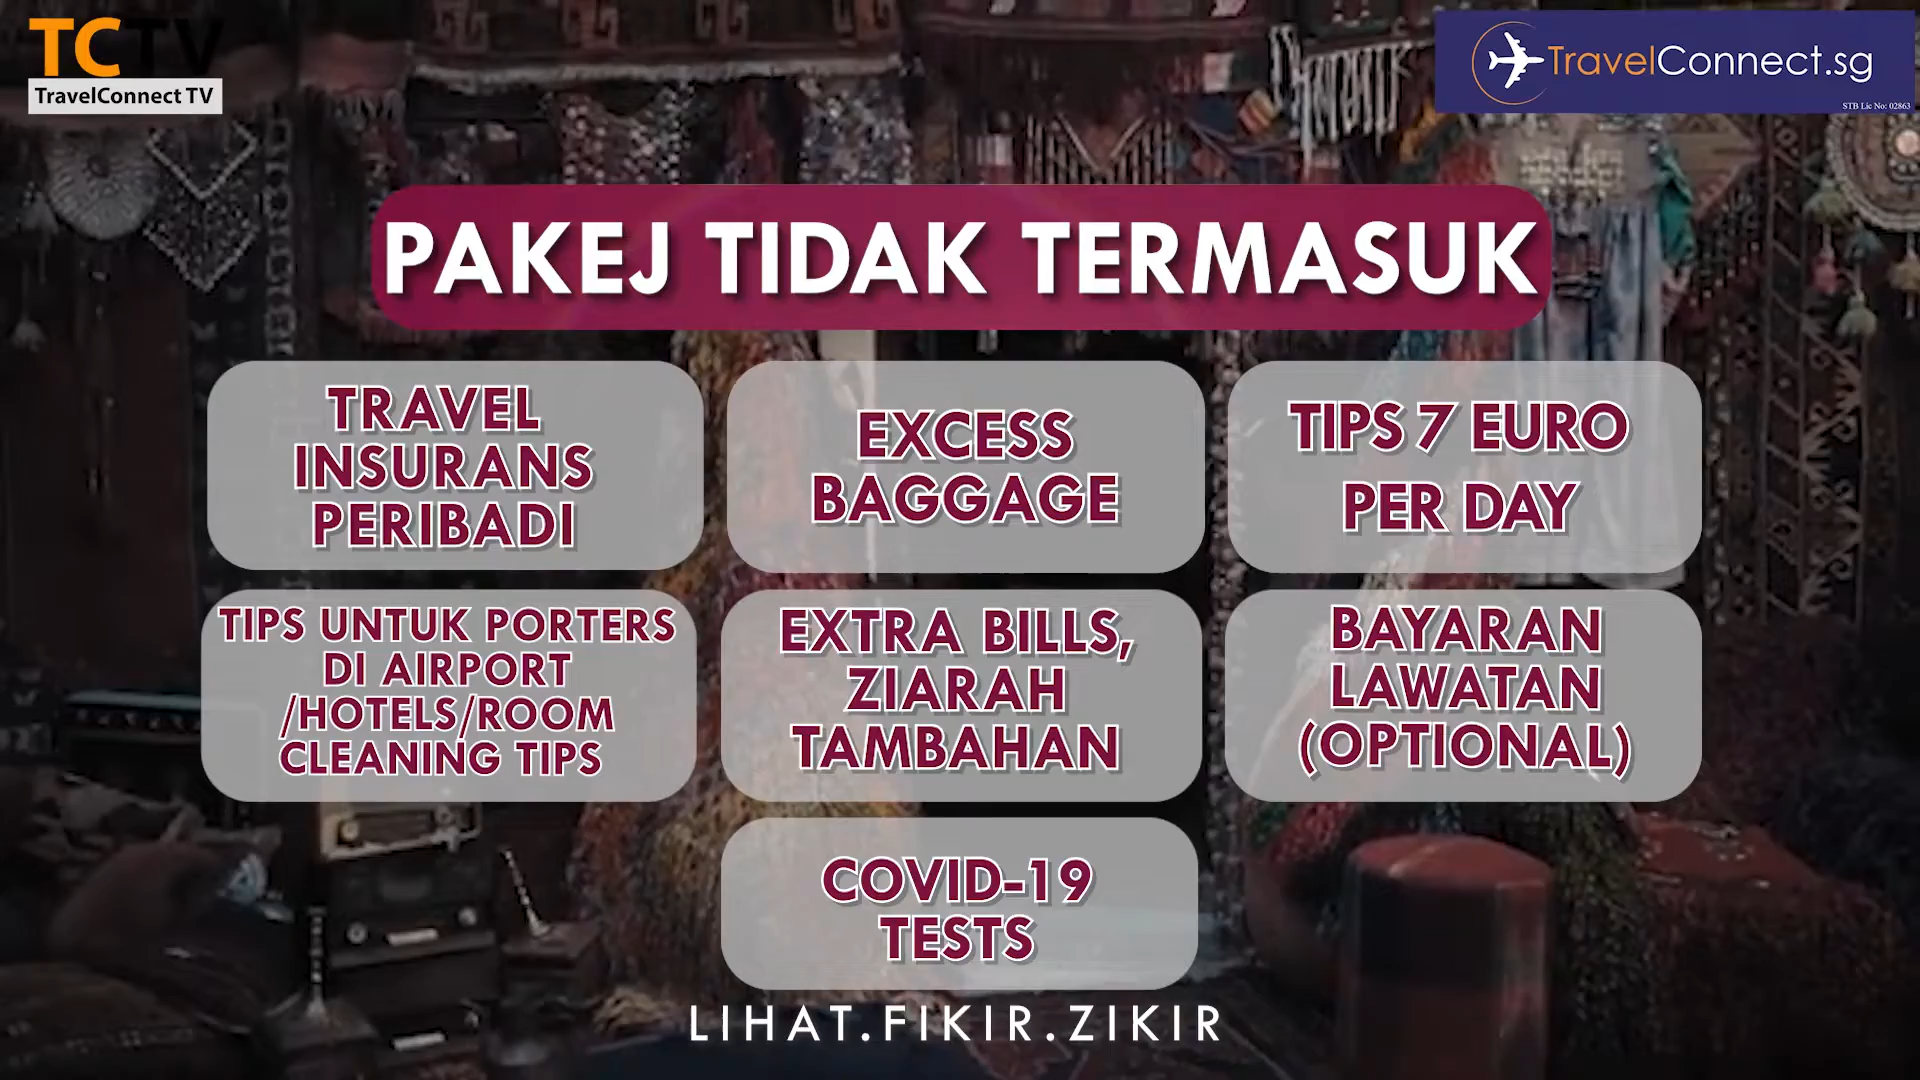 TCTV
TravelConnect TV
TravelConnect.sg
STB Lic No: 02863
PAKEJ TIDAK TERMASUK
TRAVEL
INSURANS
PERIBADI
EXCESS
BAGGAGE
TIPS 7 EURO
PER DAY
TIPS UNTUK PORTERS
DI AIRPORT
/HOTELS/ROOM
CLEANING TIPS
EXTRA BILLS,
ZIARAH
TAMBAHAN
BAYARAN
LAWATAN
(OPTIONAL)
COVID-19
TESTS
LIHAT.FIKIR.ZIKIR